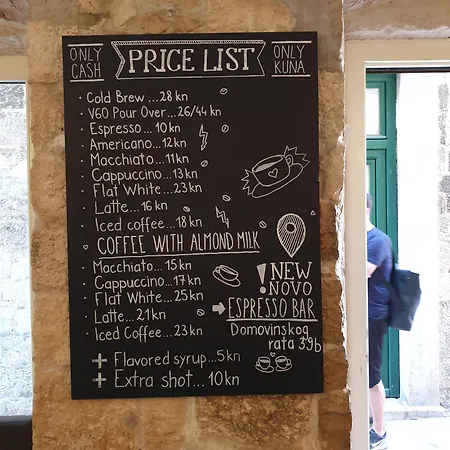 ONLY CASH
PRICE LIST
ONLY KUNA
· Cold Brew ...28 kn
· V60 Pour Over ...26/44 kn
· Espresso... 10 kn
· Americano...12 kn
· Macchiato...11 kn
· Cappuccino...13 kn
· Flat White...23 kn
· Latte...16 kn
· Iced coffee...18 kn
COFFEE WITH ALMOND MILK
· Macchiato... 15 kn
· Cappuccino...17 kn
· Flat White ...25 kn
· Latte ...21 kn
· Iced Coffee...23 kn
+ Flavored syrup...5 kn
+ Extra shot... 10 kn
! NEW
NOVO
➡ ESPRESSO BAR
Domovinskog
rata 39b